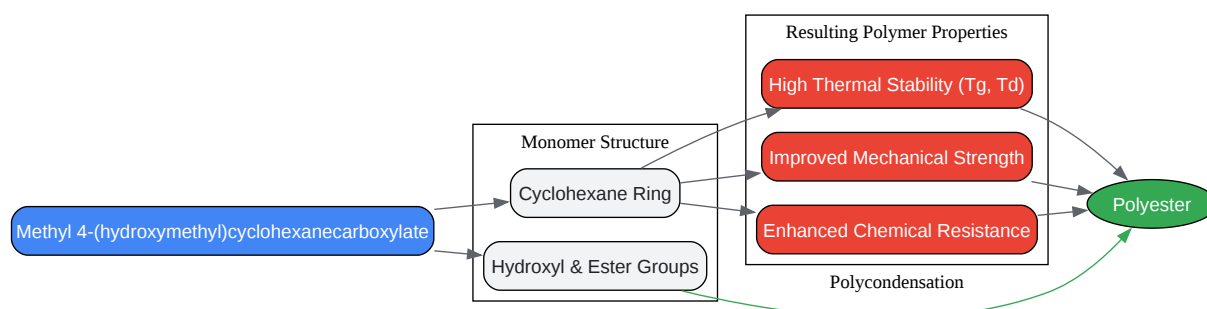 Methyl 4-(hydroxymethyl)cyclohexanecarboxylate
Monomer Structure
Cyclohexane Ring
Hydroxyl & Ester Groups
Resulting Polymer Properties
High Thermal Stability (Tg, Td)
Improved Mechanical Strength
Enhanced Chemical Resistance
Polycondensation
Polyester